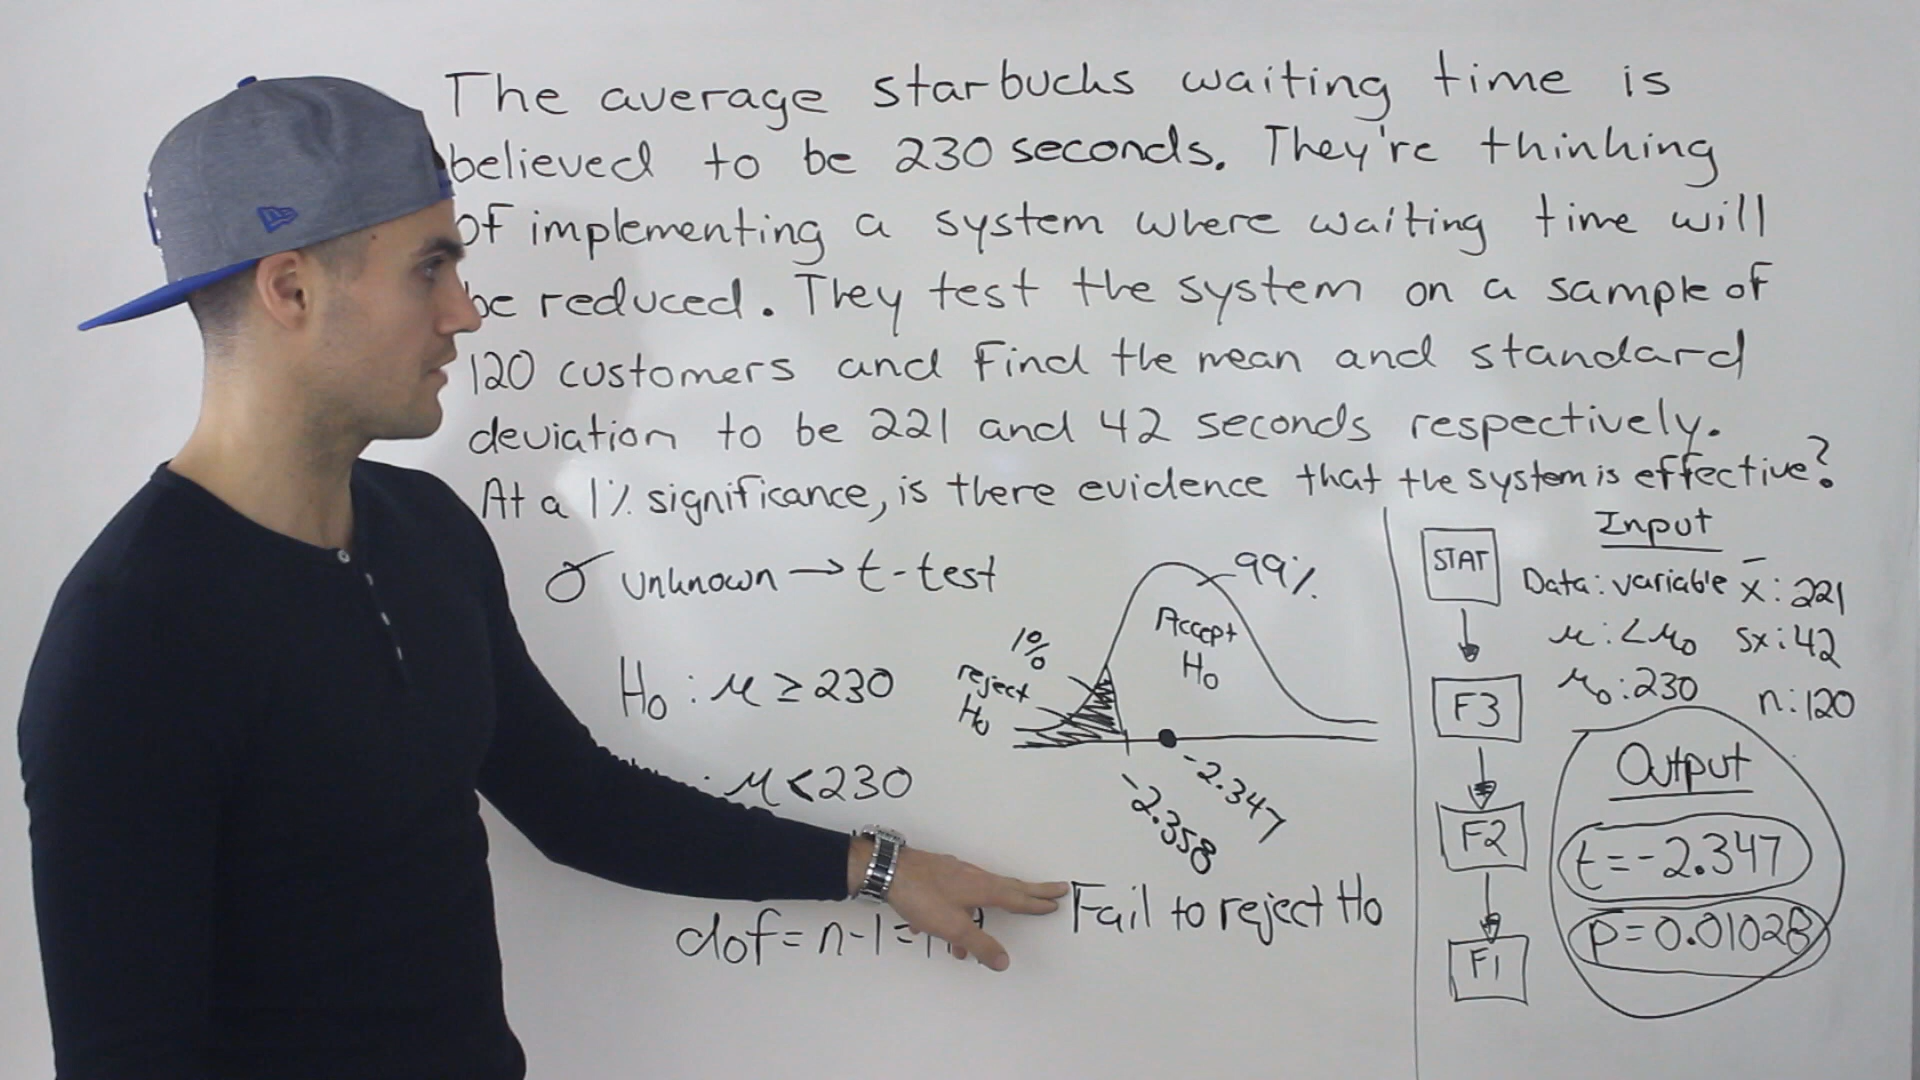 The average starbucks waiting time is
believed to be 230 seconds. They're thinking
of implementing a system where waiting time will
be reduced. They test the system on a sample of
120 customers and find the mean and standard
deviation to be 221 and 42 seconds respectively.
At a 1% significance, is there evidence that the system is effective?
σ unknown → t-test
H₀ : μ ≥ 230
: μ < 230
dof = n-1 =
99%
Accept
H₀
1%
reject
H₀
-2.358
-2.347
Fail to reject H₀
STAT
F3
F2
F1
Input
Data: variable x̄: 221
μ: <μ₀ sx: 42
μ₀: 230 n: 120
Output
t = -2.347
p = 0.01028